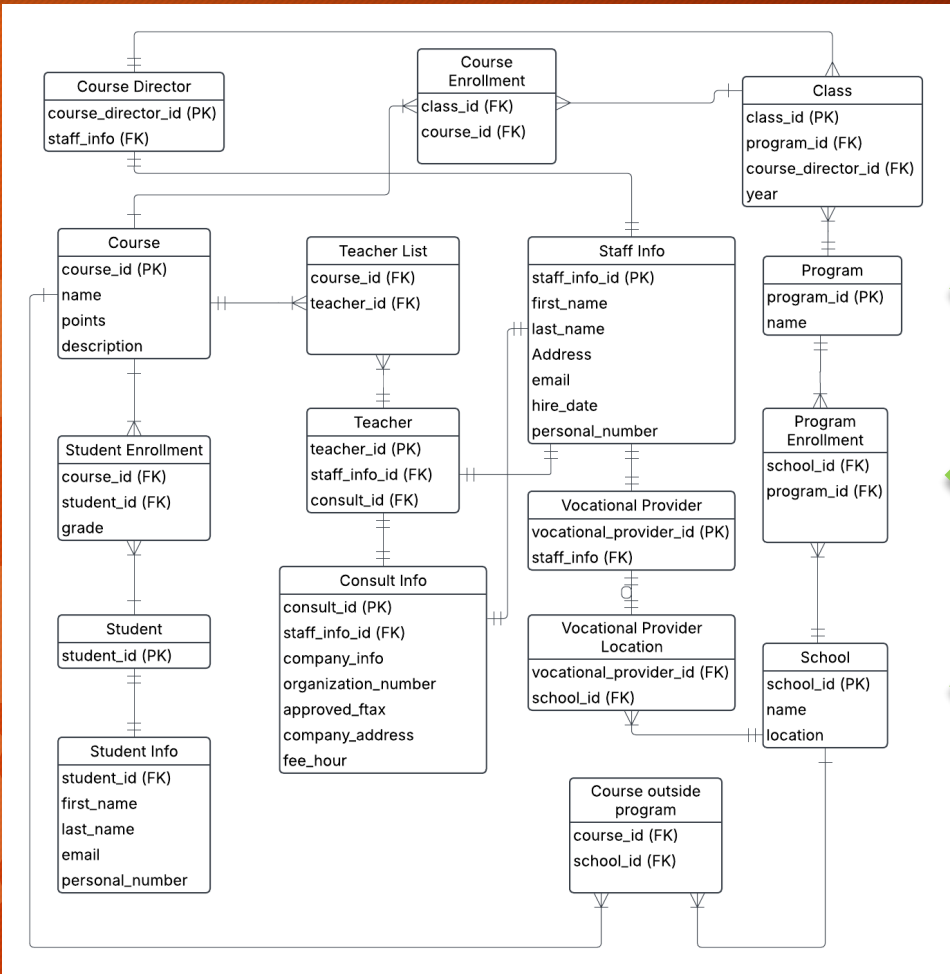 Course Director
course_director_id (PK)
staff_info (FK)
Course
Enrollment
class_id (FK)
course_id (FK)
Class
class_id (PK)
program_id (FK)
course_director_id (FK)
year
Course
course_id (PK)
name
points
description
Teacher List
course_id (FK)
teacher_id (FK)
Staff Info
staff_info_id (PK)
first_name
last_name
Address
email
hire_date
personal_number
Program
program_id (PK)
name
Student Enrollment
course_id (FK)
student_id (FK)
grade
Teacher
teacher_id (PK)
staff_info_id (FK)
consult_id (FK)
Program
Enrollment
school_id (FK)
program_id (FK)
Vocational Provider
vocational_provider_id (PK)
staff_info (FK)
Consult Info
consult_id (PK)
staff_info_id (FK)
company_info
organization_number
approved_ftax
company_address
fee_hour
Student
student_id (PK)
Vocational Provider
Location
vocational_provider_id (FK)
school_id (FK)
School
school_id (PK)
name
location
Student Info
student_id (FK)
first_name
last_name
email
personal_number
Course outside
program
course_id (FK)
school_id (FK)